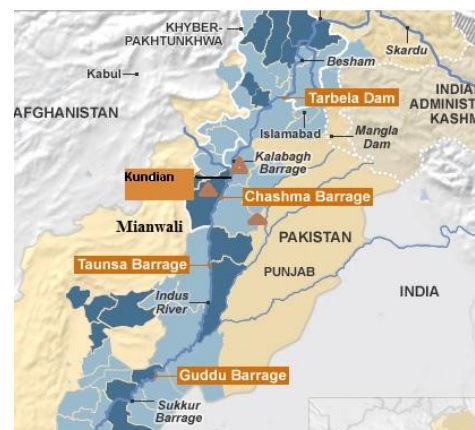 KHYBER-
PAKHTUNKHWA
Skardu
Besham
Kabul
Tarbela Dam
INDIA
ADMINIST
KASHM
AFGHANISTAN
Islamabad
Mangla
Dam
Kalabagh
Barrage
Kundian
Chashma Barrage
Mianwali
PAKISTAN
Taunsa Barrage
PUNJAB
INDIA
Indus
River
Guddu Barrage
Sukkur
Barrage